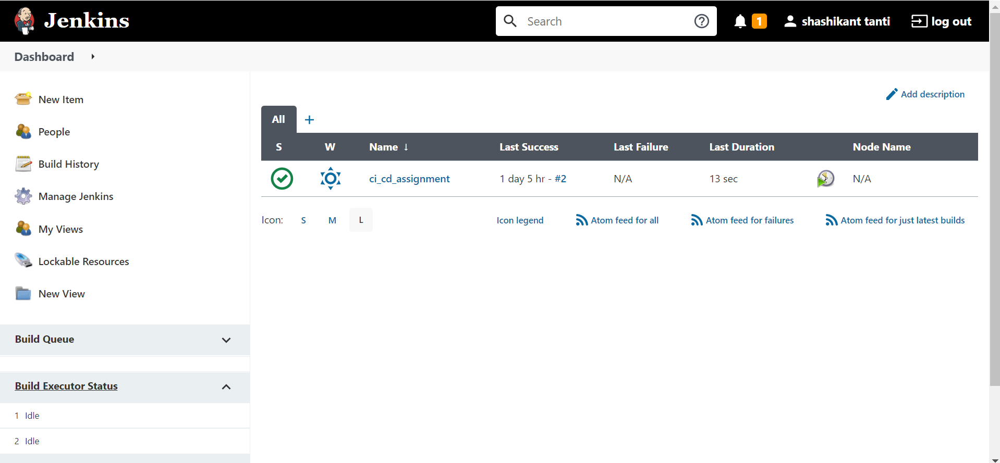 Jenkins
Search
1
shashikant tanti
log out
Dashboard
New Item
People
Build History
Manage Jenkins
My Views
Lockable Resources
New View
Build Queue
Build Executor Status
1 Idle
2 Idle
Add description
All +
S W Name ↓ Last Success Last Failure Last Duration Node Name
ci_cd_assignment 1 day 5 hr - #2 N/A 13 sec N/A
Icon: S M L Icon legend Atom feed for all Atom feed for failures Atom feed for just latest builds